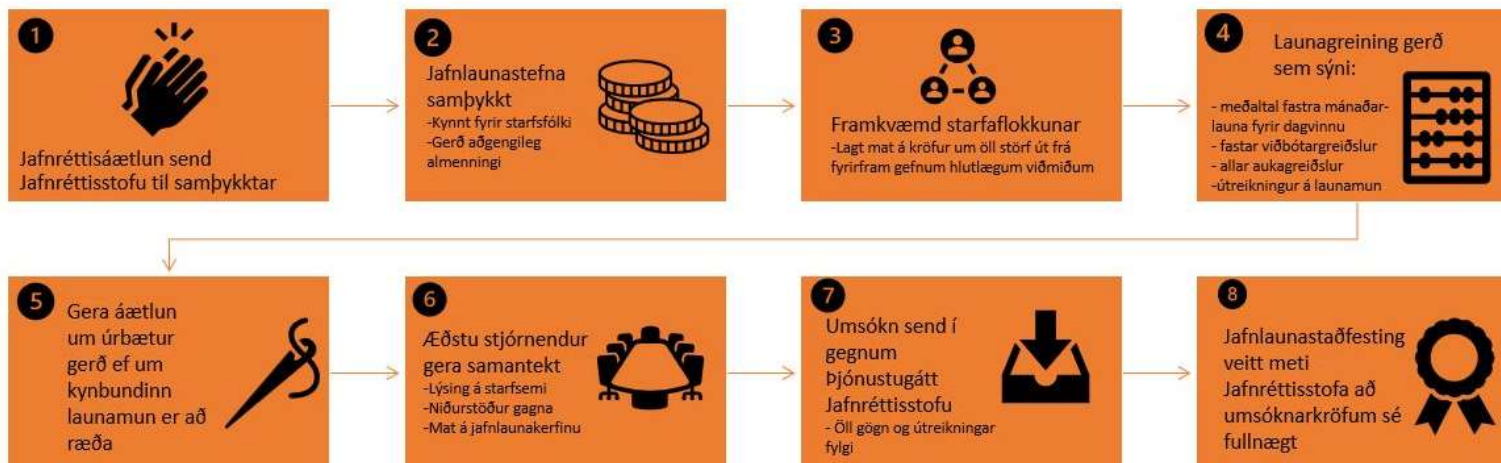 1
Jafnréttisáætlun send
Jafnréttisstofu til samþykktar
2
Jafnlaunastefna
samþykkt
-Kynnt fyrir starfsfólki
-Gerð aðgengileg
almenningi
3
Framkvæmd starfaflokkunar
-Lagt mat á kröfur um öll störf út frá
fyrirfram gefnum hlutlægum viðmiðum
4
Launagreining gerð
sem sýni:
- meðaltal fastra mánaðar-
launa fyrir dagvinnu
- fastar viðbótargreiðslur
- allar aukagreiðslur
- útreikningur á launamun
5
Gera áætlun
um úrbætur
gerð ef um
kynbundinn
launamun er að
ræða
6
Æðstu stjórnendur
gera samantekt
-Lýsing á starfsemi
-Niðurstöður gagna
-Mat á jafnlaunakerfinu
7
Umsókn send í
gegnum
Þjónustugátt
Jafnréttisstofu
- Öll gögn og útreikningar
fylgi
8
Jafnlaunastaðfesting
veitt meti
Jafnréttisstofa að
umsóknarkröfum sé
fullnægt